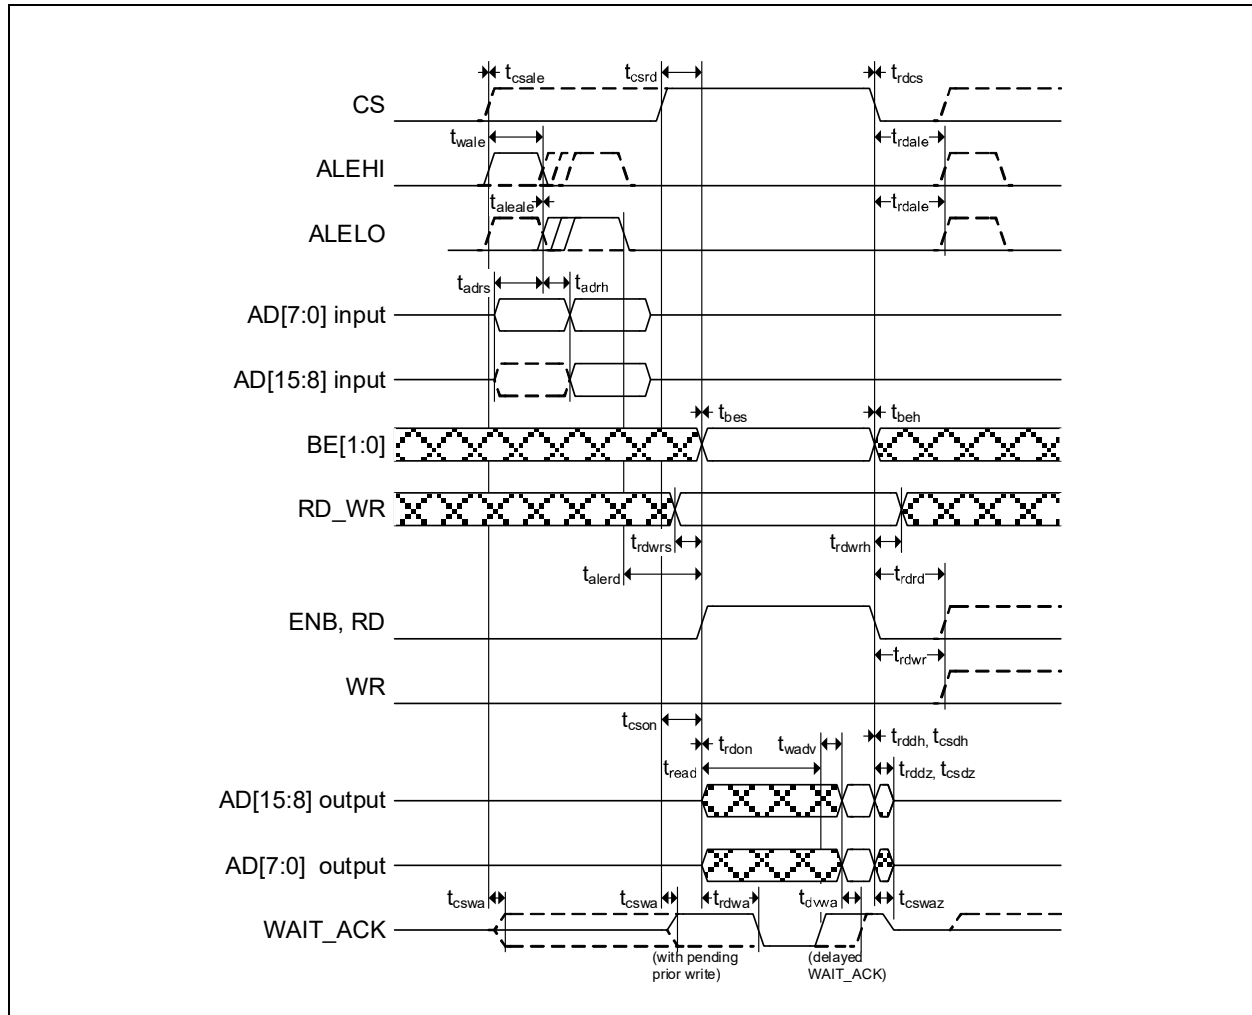 tcsale
tcsrd
trdcs
CS
twale
trdale
ALEHI
taleale
trdale
ALELO
tadrs
tadrh
AD[7:0] input
AD[15:8] input
tbes
tbeh
BE[1:0]
RD_WR
trdwrs
trdwrh
talerd
trdrd
ENB, RD
trdwr
WR
tcson
trdon
twadv
trddh, tcsdh
tread
trddz, tcsdz
AD[15:8] output
AD[7:0] output
tcswa
tcswa
trdwa
tdvwa
tcswaz
WAIT_ACK
(with pending
prior write)
(delayed
WAIT_ACK)